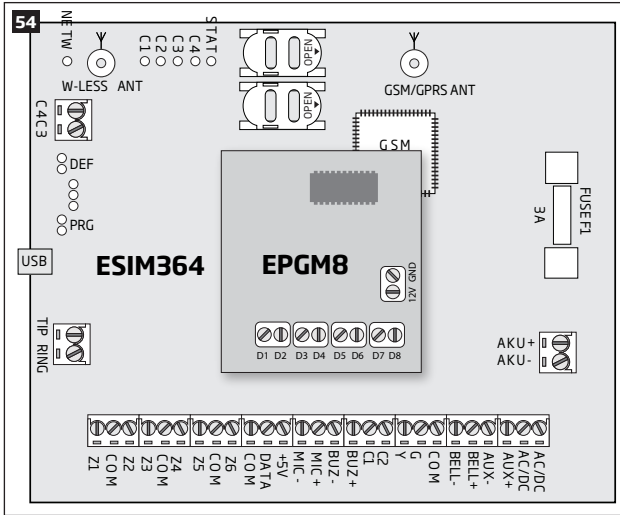 54
NETW
C1
C2
C3
C4
STAT
OPEN
OPEN
W-LESS ANT
GSM/GPRS ANT
C4 C3
GSM
DEF
PRG
FUSE F1
3A
USB
ESIM364
EPGM8
12V GND
TIP RING
D1 D2 D3 D4 D5 D6 D7 D8
AKU+
AKU-
Z1
COM
Z2
Z3
COM
Z4
Z5
COM
Z6
COM
DATA
+5V
MIC-
MIC+
BUZ-
BUZ+
C1
C2
Y
G
COM
BELL-
BELL+
AUX-
AUX+
AC/DC
AC/DC